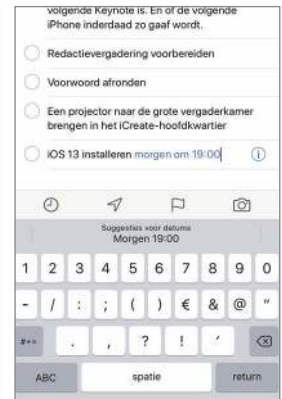 volgende Keynote is. En of de volgende
iPhone inderdaad zo gaaf wordt.
Redactievergadering voorbereiden
Voorwoord afronden
Een projector naar de grote vergaderkamer
brengen in het iCreate-hoofdkwartier
iOS 13 installeren morgen om 19:00
Suggesties voor datums
Morgen 19:00
1 2 3 4 5 6 7 8 9 0
- / : ; ( ) € & @ "
#+= . , ? ! '
ABC spatie return